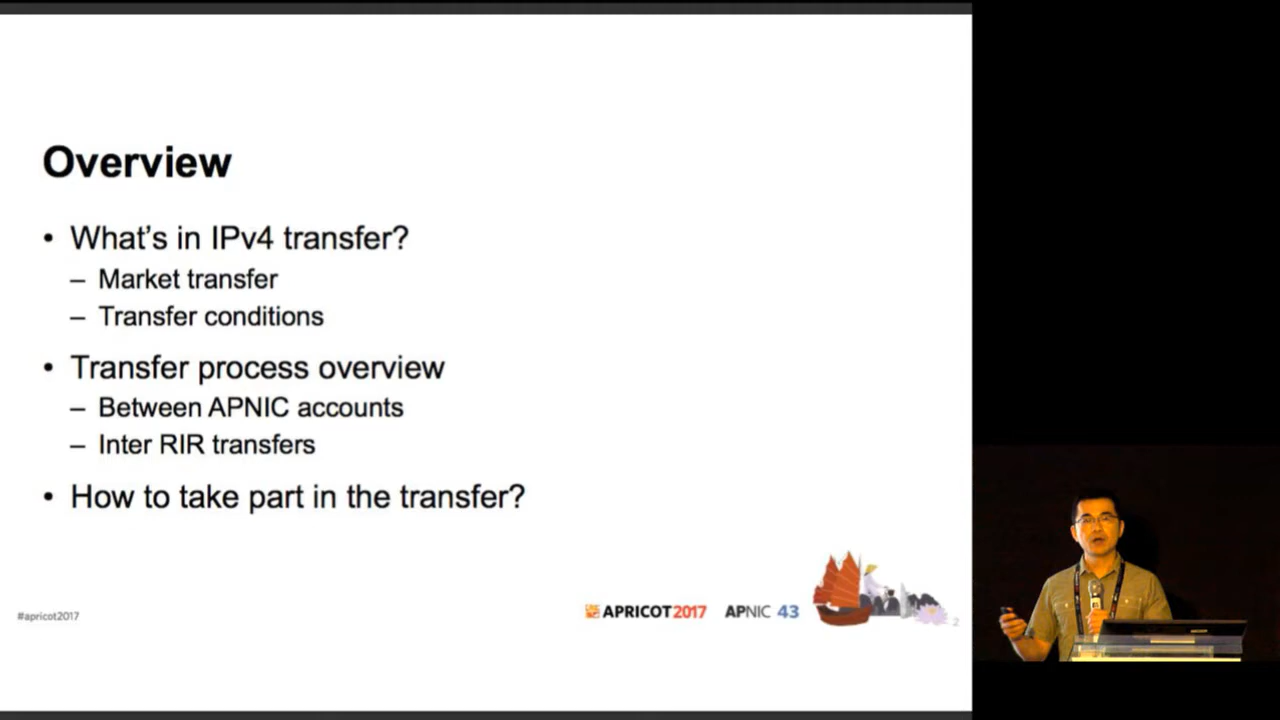 Overview
• What's in IPv4 transfer?
– Market transfer
– Transfer conditions
• Transfer process overview
– Between APNIC accounts
– Inter RIR transfers
• How to take part in the transfer?
#apricot2017
APRICOT2017
APNIC 43
2